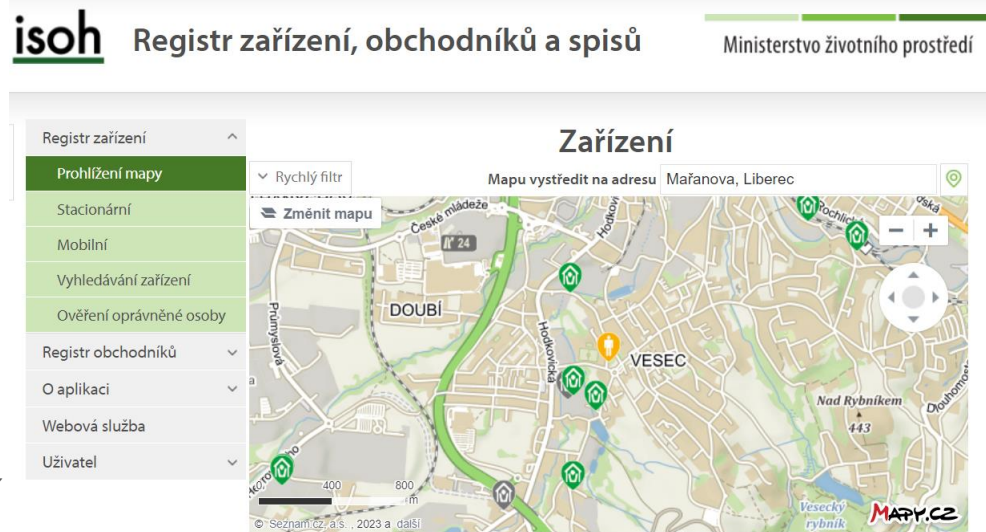 isoh
Registr zařízení, obchodníků a spisů
Ministerstvo životního prostředí
Registr zařízení
Prohlížení mapy
Stacionární
Mobilní
Vyhledávání zařízení
Ověření oprávněné osoby
Registr obchodníků
O aplikaci
Webová služba
Uživatel
Zařízení
Rychlý filtr
Mapu vystředit na adresu Mařanova, Liberec
Změnit mapu
České mládeže
24
DOUBÍ
Průmyslová
Hodkovická
VESEC
Nad Rybníkem
443
Vesecký
rybník
0 400 800
m
© Seznam.cz, a.s., 2023 a další
MAPY.CZ